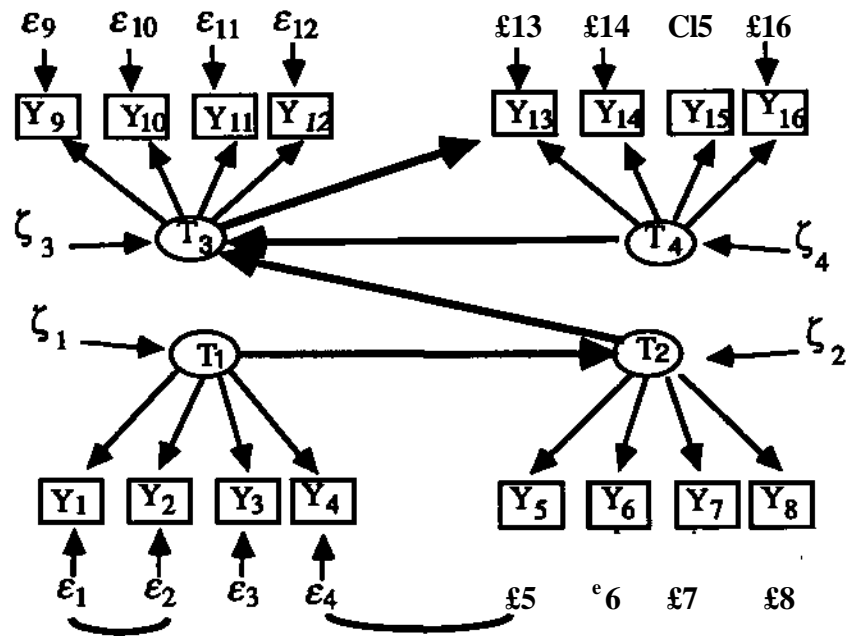 ε9 ε10 ε11 ε12 £13 £14 Cl5 £16
Y9 Y10 Y11 Y12 Y13 Y14 Y15 Y16
ζ3 T3 T4 ζ4
ζ1 T1 T2 ζ2
Y1 Y2 Y3 Y4 Y5 Y6 Y7 Y8
ε1 ε2 ε3 ε4 £5 e6 £7 £8